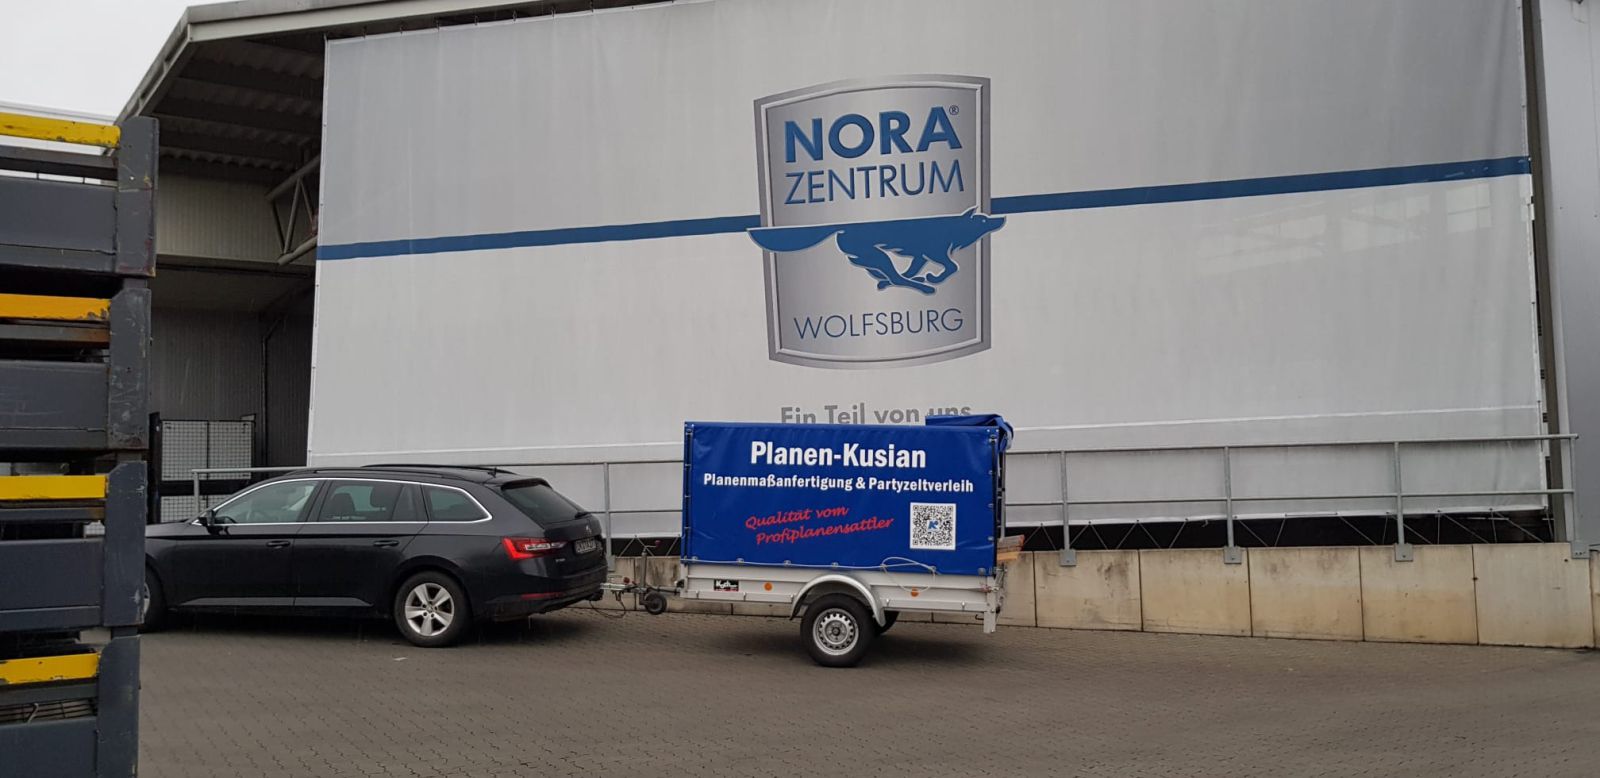 NORA®
ZENTRUM
WOLFSBURG
Ein Teil von uns
Planen-Kusian
Planenmaßanfertigung & Partyzeltverleih
Qualität vom
Profiplanensattler